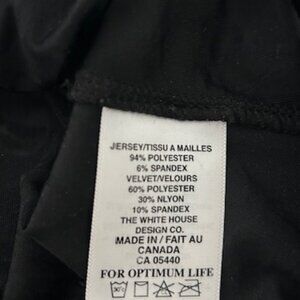 JERSEY/TISSU A MAILLES
94% POLYESTER
6% SPANDEX
VELVET/VELOURS
60% POLYESTER
30% NLYON
10% SPANDEX
THE WHITE HOUSE
DESIGN CO.
MADE IN / FAIT AU
CANADA
CA 05440
FOR OPTIMUM LIFE